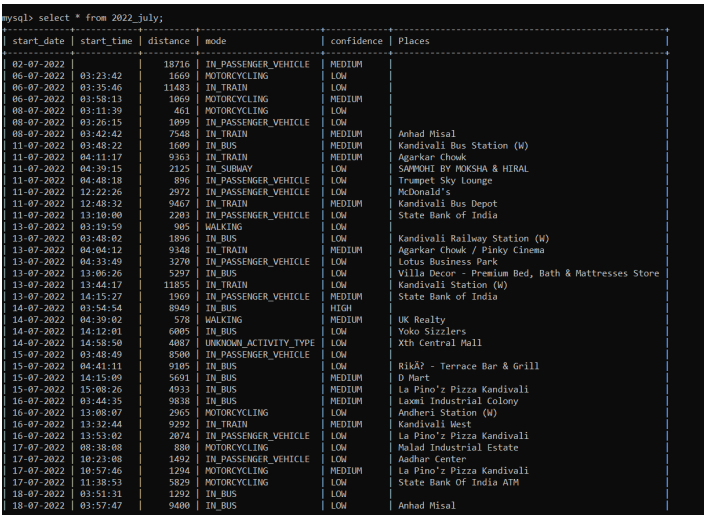 mysql> select * from 2022_july;
| start_date | start_time | distance | mode | confidence | Places |
| 02-07-2022 | | 18716 | IN_PASSENGER_VEHICLE | MEDIUM | |
| 06-07-2022 | 03:23:42 | 1669 | MOTORCYCLING | LOW | |
| 06-07-2022 | 03:35:46 | 11483 | IN_TRAIN | LOW | |
| 06-07-2022 | 03:58:13 | 1069 | MOTORCYCLING | MEDIUM | |
| 08-07-2022 | 03:11:39 | 461 | MOTORCYCLING | LOW | |
| 08-07-2022 | 03:26:15 | 1099 | IN_PASSENGER_VEHICLE | LOW | |
| 08-07-2022 | 03:42:42 | 7548 | IN_TRAIN | MEDIUM | Anhad Misal |
| 11-07-2022 | 03:48:22 | 1609 | IN_BUS | MEDIUM | Kandivali Bus Station (W) |
| 11-07-2022 | 04:11:17 | 9363 | IN_TRAIN | MEDIUM | Agarkar Chowk |
| 11-07-2022 | 04:39:15 | 2125 | IN_SUBWAY | LOW | SAMMOHI BY MOKSHA & HIRAL |
| 11-07-2022 | 04:48:18 | 896 | IN_PASSENGER_VEHICLE | LOW | Trumpet Sky Lounge |
| 11-07-2022 | 12:22:26 | 2972 | IN_PASSENGER_VEHICLE | LOW | McDonald's |
| 11-07-2022 | 12:48:32 | 9467 | IN_TRAIN | MEDIUM | Kandivali Bus Depot |
| 11-07-2022 | 13:10:00 | 2203 | IN_PASSENGER_VEHICLE | LOW | State Bank of India |
| 13-07-2022 | 03:19:59 | 905 | WALKING | LOW | |
| 13-07-2022 | 03:48:02 | 1896 | IN_BUS | LOW | Kandivali Railway Station (W) |
| 13-07-2022 | 04:04:12 | 9348 | IN_TRAIN | MEDIUM | Agarkar Chowk / Pinky Cinema |
| 13-07-2022 | 04:33:49 | 3270 | IN_PASSENGER_VEHICLE | LOW | Lotus Business Park |
| 13-07-2022 | 13:06:26 | 5297 | IN_BUS | LOW | Villa Decor - Premium Bed, Bath & Mattresses Store |
| 13-07-2022 | 13:44:17 | 11855 | IN_TRAIN | LOW | Kandivali Station (W) |
| 13-07-2022 | 14:15:27 | 1969 | IN_PASSENGER_VEHICLE | MEDIUM | State Bank of India |
| 14-07-2022 | 03:54:54 | 8949 | IN_BUS | HIGH | |
| 14-07-2022 | 04:39:02 | 578 | WALKING | MEDIUM | UK Realty |
| 14-07-2022 | 14:12:01 | 6005 | IN_BUS | LOW | Yoko Sizzlers |
| 14-07-2022 | 14:58:50 | 4087 | UNKNOWN_ACTIVITY_TYPE | LOW | Xth Central Mall |
| 15-07-2022 | 03:48:49 | 8500 | IN_PASSENGER_VEHICLE | LOW | |
| 15-07-2022 | 04:41:11 | 9105 | IN_BUS | LOW | RikÄ? - Terrace Bar & Grill |
| 15-07-2022 | 14:15:09 | 5691 | IN_BUS | MEDIUM | D Mart |
| 15-07-2022 | 15:08:26 | 4933 | IN_BUS | MEDIUM | La Pino'z Pizza Kandivali |
| 16-07-2022 | 03:44:35 | 9838 | IN_BUS | MEDIUM | Laxmi Industrial Colony |
| 16-07-2022 | 13:08:07 | 2965 | MOTORCYCLING | LOW | Andheri Station (W) |
| 16-07-2022 | 13:32:44 | 9292 | IN_TRAIN | MEDIUM | Kandivali West |
| 16-07-2022 | 13:53:02 | 2074 | IN_PASSENGER_VEHICLE | LOW | La Pino'z Pizza Kandivali |
| 17-07-2022 | 08:38:08 | 880 | MOTORCYCLING | LOW | Malad Industrial Estate |
| 17-07-2022 | 10:23:08 | 1492 | IN_PASSENGER_VEHICLE | LOW | Aadhar Center |
| 17-07-2022 | 10:57:46 | 1294 | MOTORCYCLING | MEDIUM | La Pino'z Pizza Kandivali |
| 17-07-2022 | 11:38:53 | 5829 | MOTORCYCLING | LOW | State Bank Of India ATM |
| 18-07-2022 | 03:51:31 | 1292 | IN_BUS | LOW | |
| 18-07-2022 | 03:57:47 | 9400 | IN_BUS | LOW | Anhad Misal |